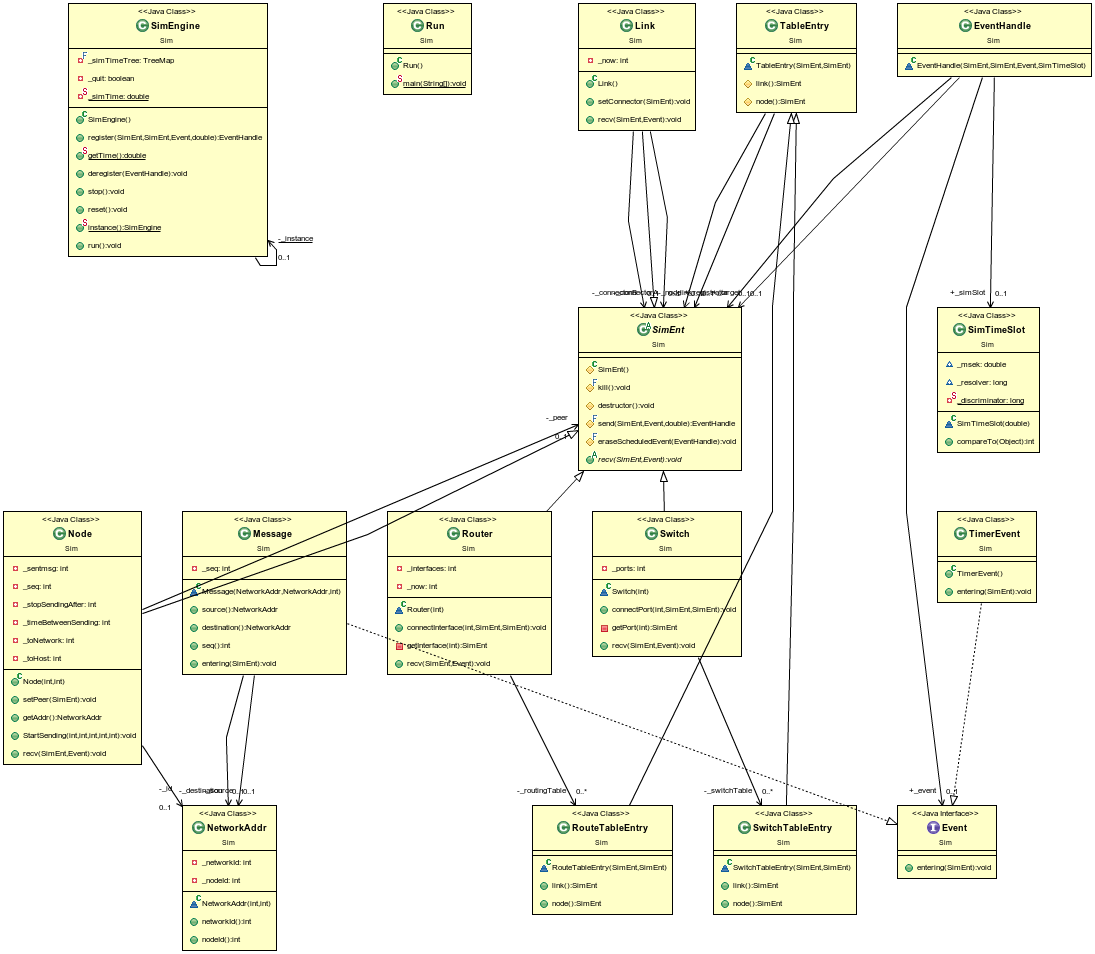 <<Java Class>>
SimEngine
Sim
_simTimeTree: TreeMap
_quit: boolean
_simTime: double
SimEngine()
register(SimEnt,SimEnt,Event,double):EventHandle
getTime():double
deregister(EventHandle):void
stop():void
reset():void
instance():SimEngine
run():void
-_instance
0..1
<<Java Class>>
Run
Sim
Run()
main(String[]):void
<<Java Class>>
Link
Sim
_now: int
Link()
setConnector(SimEnt):void
recv(SimEnt,Event):void
<<Java Class>>
TableEntry
Sim
TableEntry(SimEnt,SimEnt)
link():SimEnt
node():SimEnt
<<Java Class>>
EventHandle
Sim
EventHandle(SimEnt,SimEnt,Event,SimTimeSlot)
+_simSlot
0..1
<<Java Class>>
SimEnt
Sim
SimEnt()
kill():void
destructor():void
send(SimEnt,Event,double):EventHandle
eraseScheduledEvent(EventHandle):void
recv(SimEnt,Event):void
-_peer
0..1
<<Java Class>>
SimTimeSlot
Sim
_msek: double
_resolver: long
_discriminator: long
SimTimeSlot(double)
compareTo(Object):int
<<Java Class>>
Node
Sim
_sentmsg: int
_seq: int
_stopSendingAfter: int
_timeBetweenSending: int
_toNetwork: int
_toHost: int
Node(int,int)
setPeer(SimEnt):void
getAddr():NetworkAddr
StartSending(int,int,int,int,int):void
recv(SimEnt,Event):void
<<Java Class>>
Message
Sim
_seq: int
Message(NetworkAddr,NetworkAddr,int)
source():NetworkAddr
destination():NetworkAddr
seq():int
entering(SimEnt):void
<<Java Class>>
Router
Sim
_interfaces: int
_now: int
Router(int)
connectInterface(int,SimEnt,SimEnt):void
getInterface(int):SimEnt
recv(SimEnt,Event):void
<<Java Class>>
Switch
Sim
_ports: int
Switch(int)
connectPort(int,SimEnt,SimEnt):void
getPort(int):SimEnt
recv(SimEnt,Event):void
<<Java Class>>
TimerEvent
Sim
TimerEvent()
entering(SimEnt):void
-_id
0..1
-_routingTable
0..*
-_switchTable
0..*
+_event
<<Java Class>>
NetworkAddr
Sim
_networkId: int
_nodeId: int
NetworkAddr(int,int)
networkId():int
nodeId():int
<<Java Class>>
RouteTableEntry
Sim
RouteTableEntry(SimEnt,SimEnt)
link():SimEnt
node():SimEnt
<<Java Class>>
SwitchTableEntry
Sim
SwitchTableEntry(SimEnt,SimEnt)
link():SimEnt
node():SimEnt
<<Java Interface>>
Event
Sim
entering(SimEnt):void